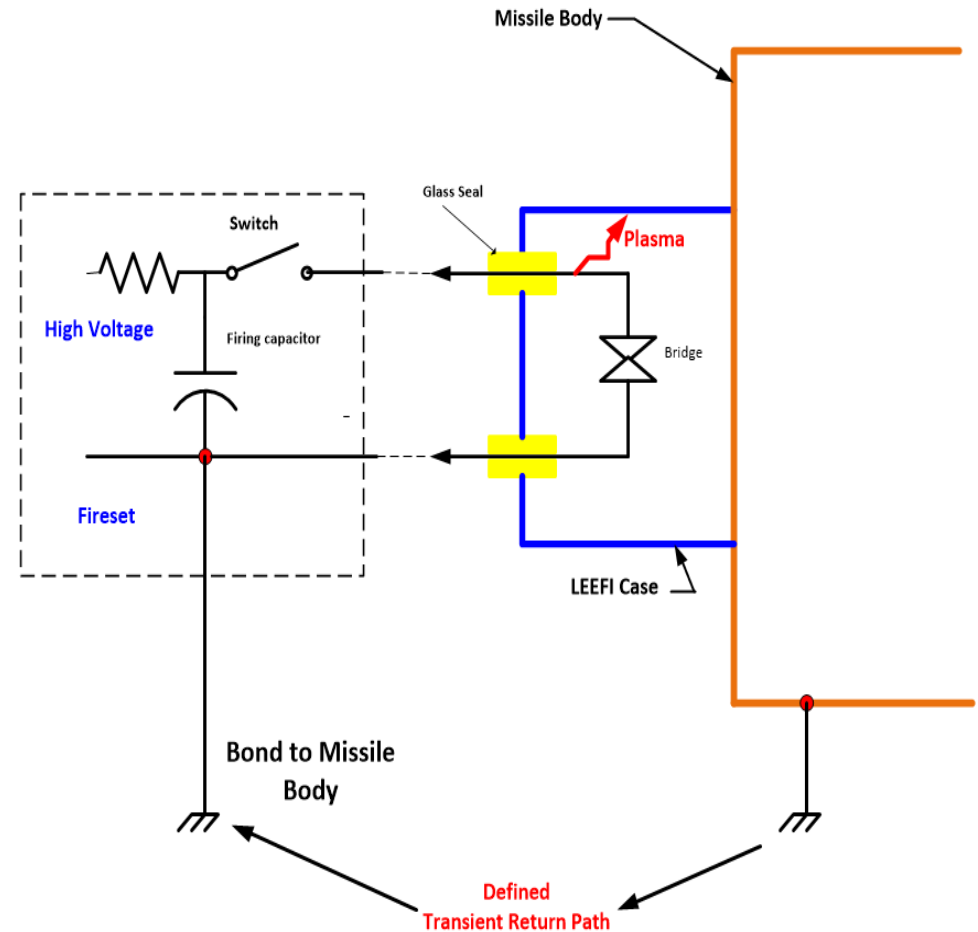 Missile Body
Glass Seal
Switch
Plasma
High Voltage
Firing capacitor
Bridge
Fireset
LEEFI Case
Bond to Missile
Body
Defined
Transient Return Path